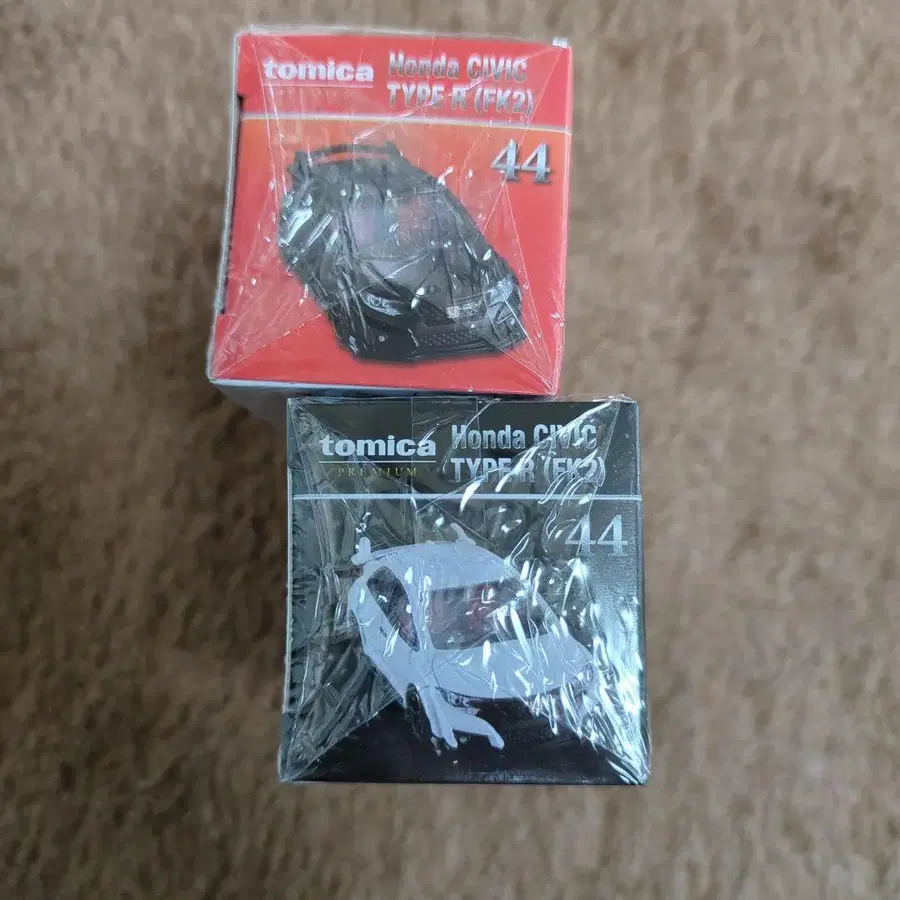 tomica
Honda CIVIC
TYPE R (FK2)
44
tomica
PREMIUM
Honda CIVIC
TYPE R (FK2)
44